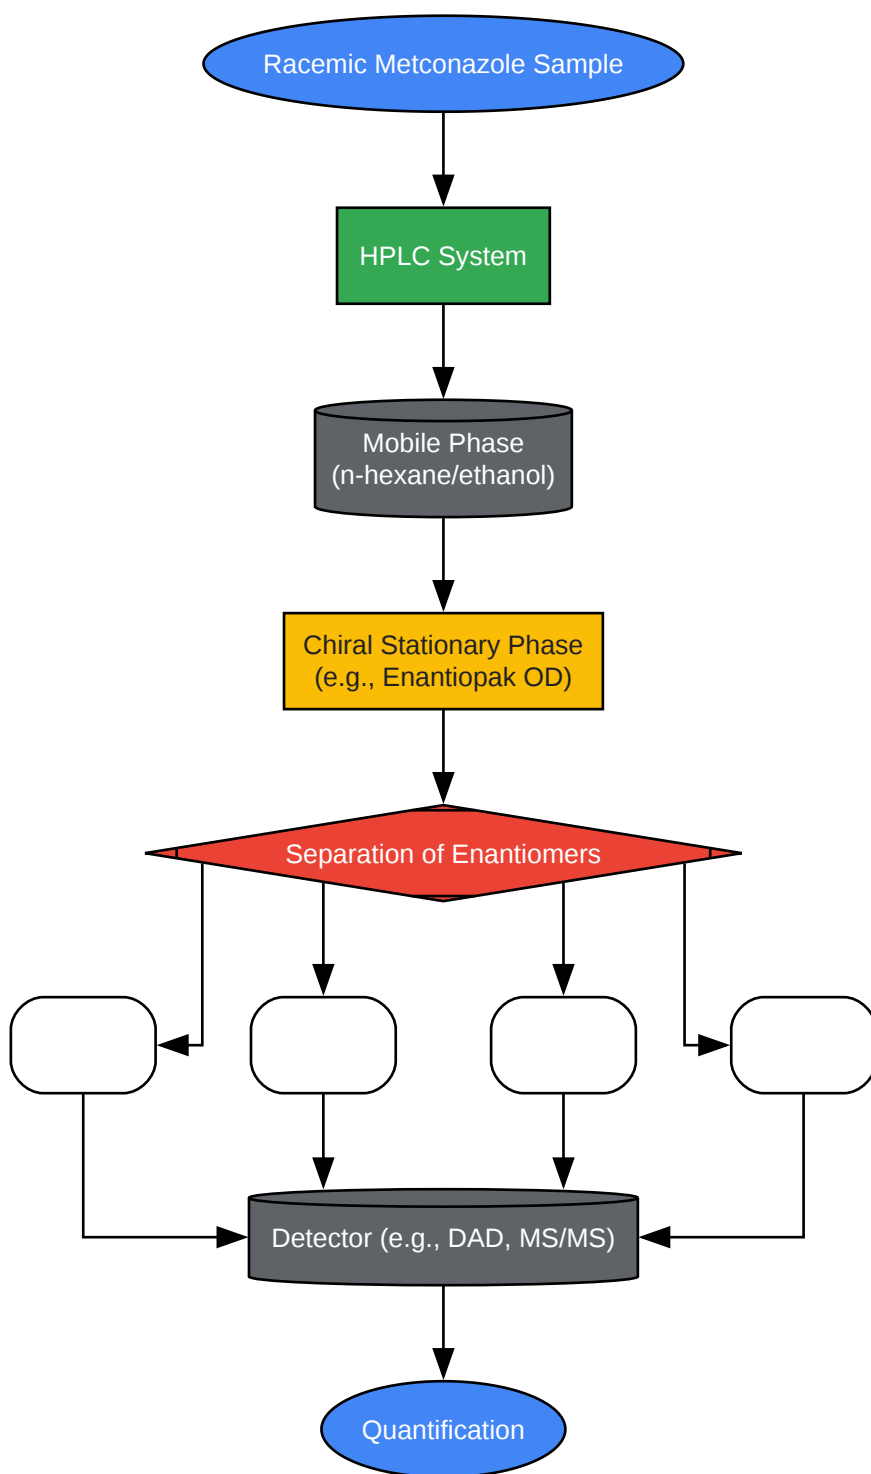 Racemic Metconazole Sample
HPLC System
Mobile Phase
(n-hexane/ethanol)
Chiral Stationary Phase
(e.g., Enantiopak OD)
Separation of Enantiomers
Detector (e.g., DAD, MS/MS)
Quantification